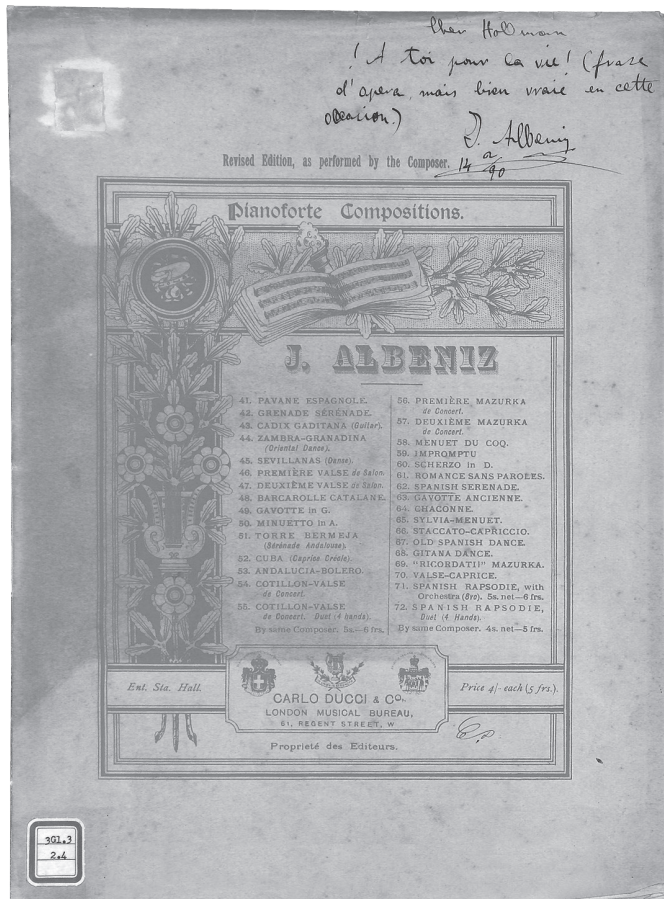 Cher Hollman
! A toi pour la vie! (frase
d'opera, mais bien vraie en cette
ocasion.)
I. Albeniz
14 a/90
Revised Edition, as performed by the Composer.
Pianoforte Compositions.
J. ALBENIZ
41. PAVANE ESPAGNOLE.
42. GRENADE SÉRÉNADE.
43. CADIX GADITANA (Guitar).
44. ZAMBRA-GRANADINA
(Oriental Dance).
45. SEVILLANAS (Danse).
46. PREMIÈRE VALSE de Salon.
47. DEUXIÈME VALSE de Salon.
48. BARCAROLLE CATALANE.
49. GAVOTTE in G.
50. MINUETTO in A.
51. TORRE BERMEJA
(Sérénade Andalouse).
52. CUBA (Caprice Créole).
53. ANDALUCIA-BOLERO.
54. COTILLON-VALSE
de Concert.
55. COTILLON-VALSE
de Concert. Duet (4 hands).
By same Composer. 5s.—6 frs.
56. PREMIÈRE MAZURKA
de Concert.
57. DEUXIÈME MAZURKA
de Concert.
58. MENUET DU COQ.
59. IMPROMPTU
60. SCHERZO in D.
61. ROMANCE SANS PAROLES.
62. SPANISH SERENADE.
63. GAVOTTE ANCIENNE.
64. CHACONNE.
65. SYLVIA-MENUET.
66. STACCATO-CAPRICCIO.
67. OLD SPANISH DANCE.
68. GITANA DANCE.
69. "RICORDATI!" MAZURKA.
70. VALSE-CAPRICE.
71. SPANISH RAPSODIE, with
Orchestra (8vo). 5s. net—6 frs.
72. SPANISH RAPSODIE,
Duet (4 Hands).
By same Composer. 4s. net—5 frs.
Ent. Sta. Hall.
CARLO DUCCI & Co.
LONDON MUSICAL BUREAU,
61, REGENT STREET, W
Price 4/- each (5 frs.).
Propriété des Editeurs.
3G1.3
2.4